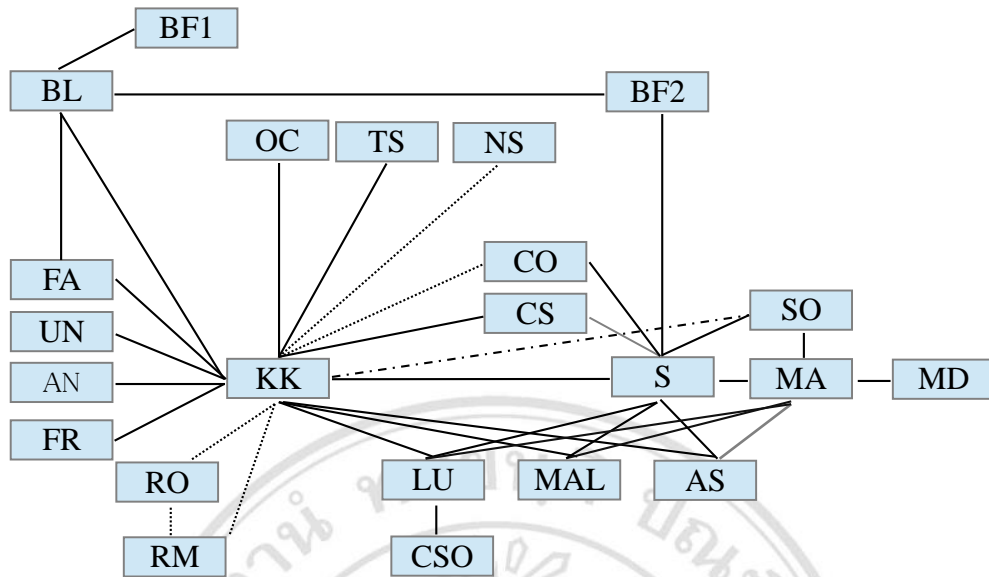 BF1
BL
BF2
OC
TS
NS
CO
FA
CS
SO
UN
KK
S
MA
MD
AN
FR
RO
LU
MAL
AS
RM
CSO